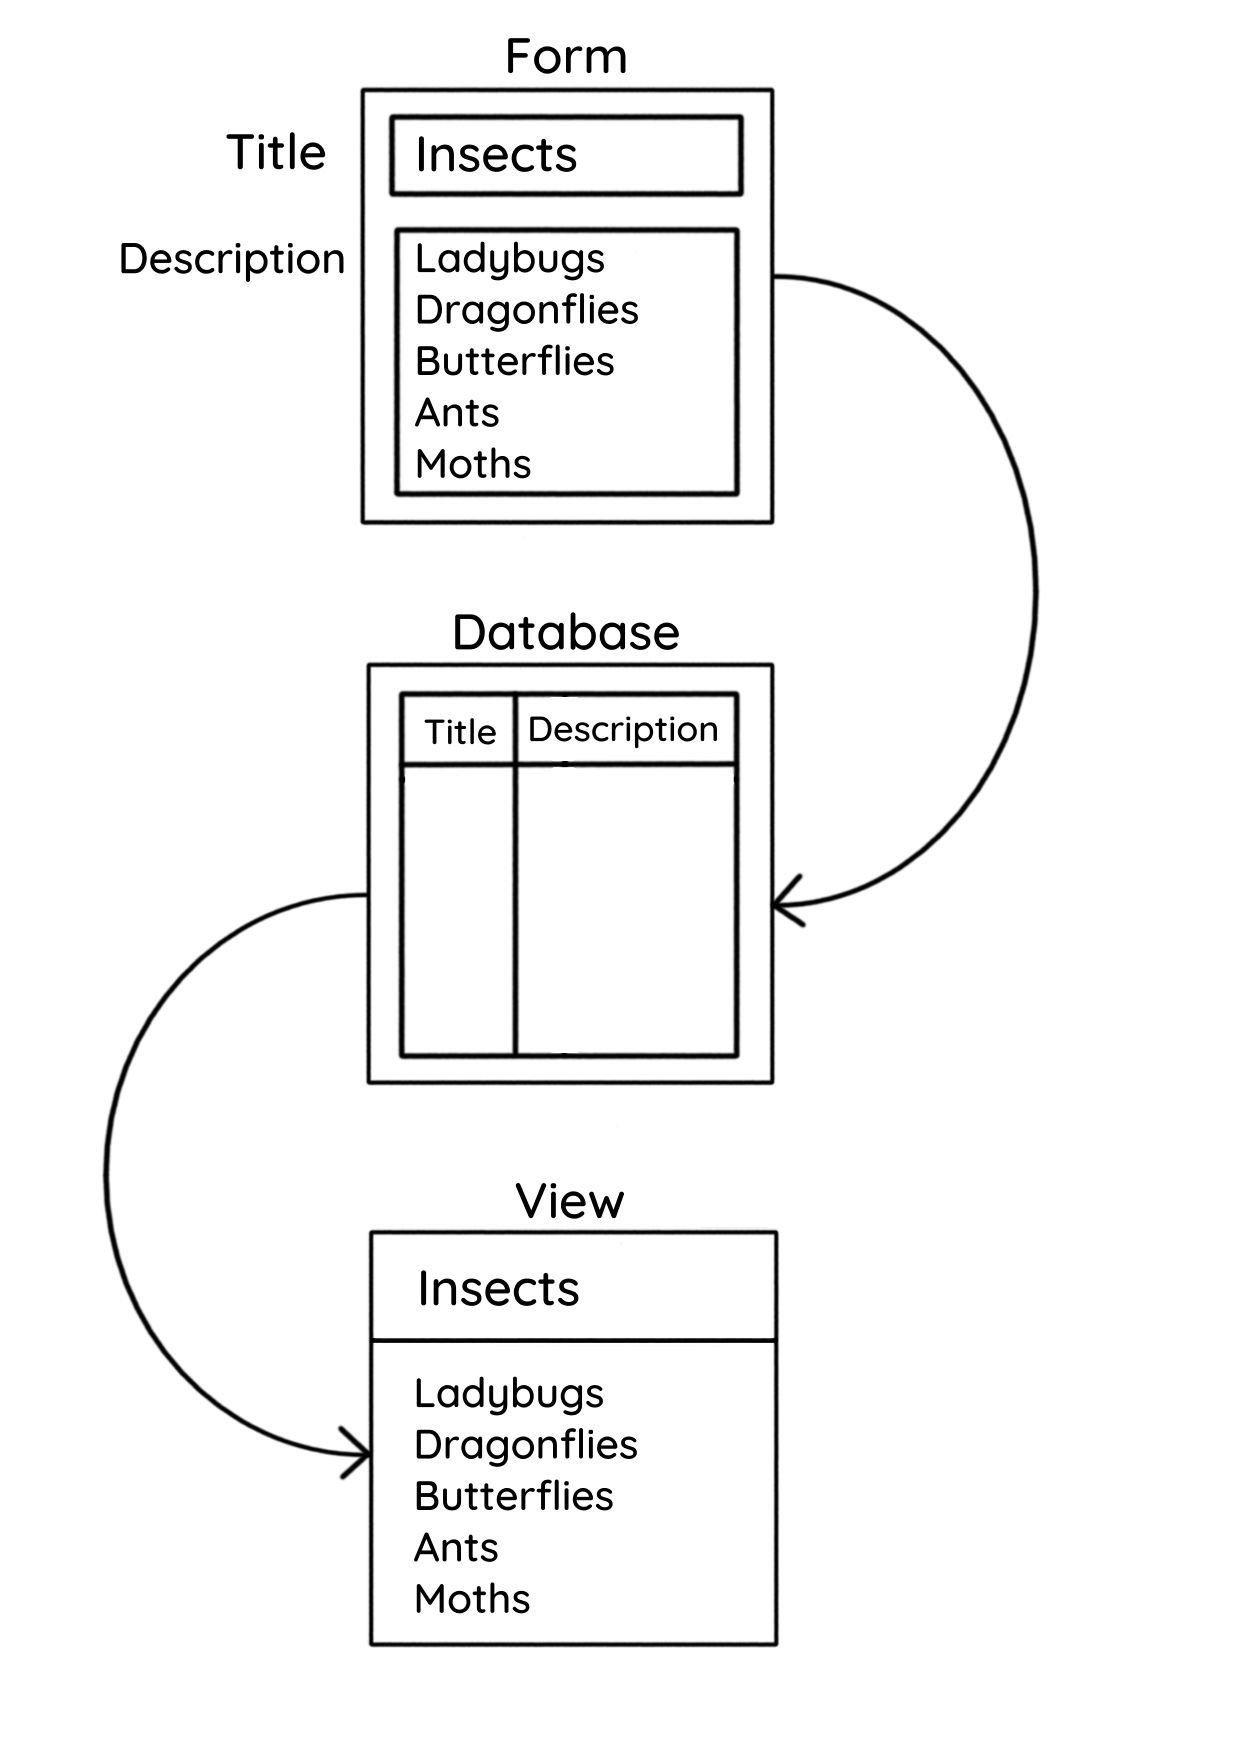 Form
Title
Insects
Description
Ladybugs
Dragonflies
Butterflies
Ants
Moths
Database
Title
Description
View
Insects
Ladybugs
Dragonflies
Butterflies
Ants
Moths